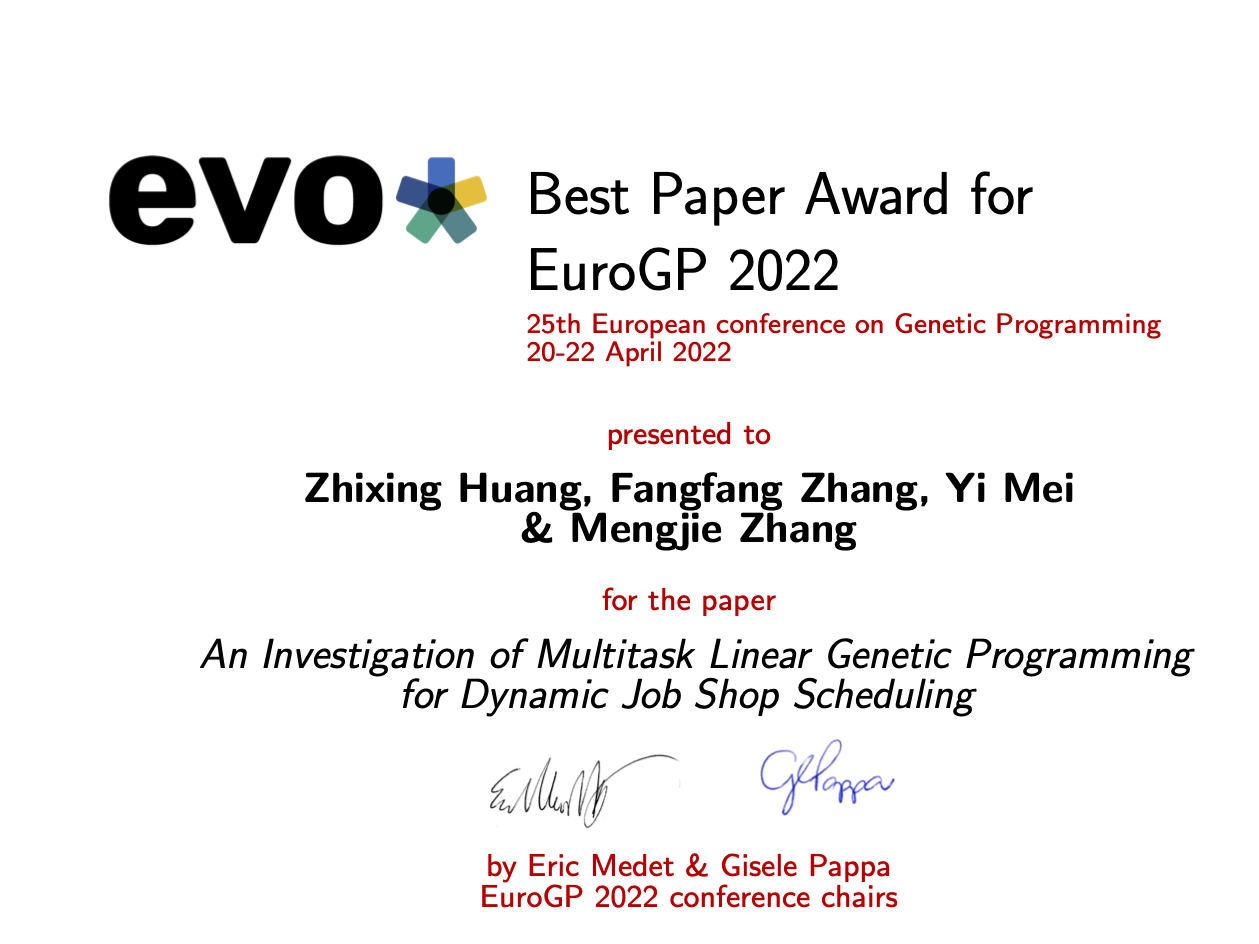 evo*
Best Paper Award for
EuroGP 2022
25th European conference on Genetic Programming
20-22 April 2022
presented to
Zhixing Huang, Fangfang Zhang, Yi Mei
& Mengjie Zhang
for the paper
An Investigation of Multitask Linear Genetic Programming
for Dynamic Job Shop Scheduling
GLPappa
by Eric Medet & Gisele Pappa
EuroGP 2022 conference chairs